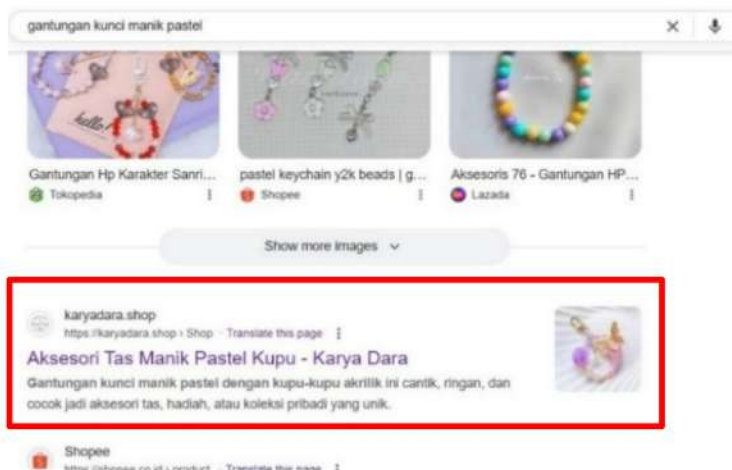 gantungan kunci manik pastel
hello!
Gantungan Hp Karakter Sanri...
pastel keychain y2k beads | g...
Aksesoris 76 - Gantungan HP...
Tokopedia
Shopee
Lazada
Show more images
karyadara.shop
https://karyadara.shop › Shop · Translate this page
Aksesori Tas Manik Pastel Kupu - Karya Dara
Gantungan kunci manik pastel dengan kupu-kupu akrilik ini cantik, ringan, dan
cocok jadi aksesori tas, hadiah, atau koleksi pribadi yang unik.
Shopee
https://shopee.co.id › product · Translate this page